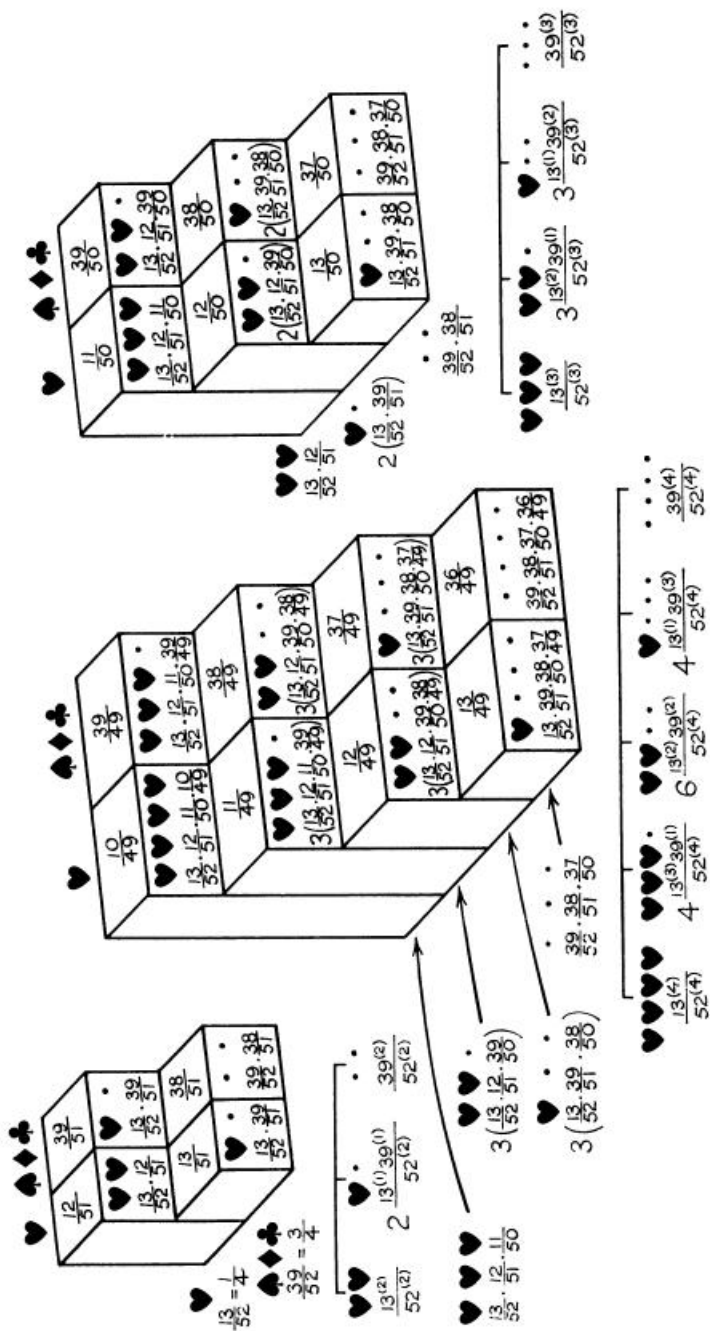 ♥ ♠ ♦ ♣
12/51 39/51
♥ ♥ ♥ •
13/52 · 12/51 13/52 · 39/51
13/51 38/51
♥ • • •
13/52 · 39/51 39/52 · 38/51
♥
13/52 = 1/4
♠ ♦ ♣
39/52 = 3/4
♥ ♥ ♥ • • •
13⁽²⁾/52⁽²⁾ 2 13⁽¹⁾39⁽¹⁾/52⁽²⁾ 39⁽²⁾/52⁽²⁾
♥ ♠ ♦ ♣
10/49 39/49
♥ ♥ ♥ ♥ ♥ ♥ ♥ •
13/52 · 12/51 · 11/50 · 10/49 13/52 · 12/51 · 11/50 · 39/49
11/49 38/49
♥ ♥ ♥ • ♥ ♥ • •
3(13/52 · 12/51 · 11/50 · 39/49) 3(13/52 · 12/51 · 39/50 · 38/49)
12/49 37/49
♥ ♥ • • ♥ • • •
3(13/52 · 12/51 · 39/50 · 38/49) 3(13/52 · 39/51 · 38/50 · 37/49)
13/49 36/49
♥ • • • • • • •
13/52 · 39/51 · 38/50 · 37/49 39/52 · 38/51 · 37/50 · 36/49
♥ ♥ ♥
13/52 · 12/51 · 11/50
♥ ♥ •
3(13/52 · 12/51 · 39/50)
♥ • •
3(13/52 · 39/51 · 38/50)
• • •
39/52 · 38/51 · 37/50
♥ ♥ ♥ ♥ ♥ ♥ ♥ • ♥ ♥ • • ♥ • • • • • • •
13⁽⁴⁾/52⁽⁴⁾ 4 13⁽³⁾39⁽¹⁾/52⁽⁴⁾ 6 13⁽²⁾39⁽²⁾/52⁽⁴⁾ 4 13⁽¹⁾39⁽³⁾/52⁽⁴⁾ 39⁽⁴⁾/52⁽⁴⁾
♥ ♠ ♦ ♣
11/50 39/50
♥ ♥ ♥ ♥ ♥ •
13/52 · 12/51 · 11/50 13/52 · 12/51 · 39/50
12/50 38/50
♥ ♥ • ♥ • •
2(13/52 · 12/51 · 39/50) 2(13/52 · 39/51 · 38/50)
13/50 37/50
♥ • • • • •
13/52 · 39/51 · 38/50 39/52 · 38/51 · 37/50
♥ ♥
13/52 · 12/51
♥ •
2(13/52 · 39/51)
• •
39/52 · 38/51
♥ ♥ ♥ ♥ ♥ • ♥ • • • • •
13⁽³⁾/52⁽³⁾ 3 13⁽²⁾39⁽¹⁾/52⁽³⁾ 3 13⁽¹⁾39⁽²⁾/52⁽³⁾ 39⁽³⁾/52⁽³⁾